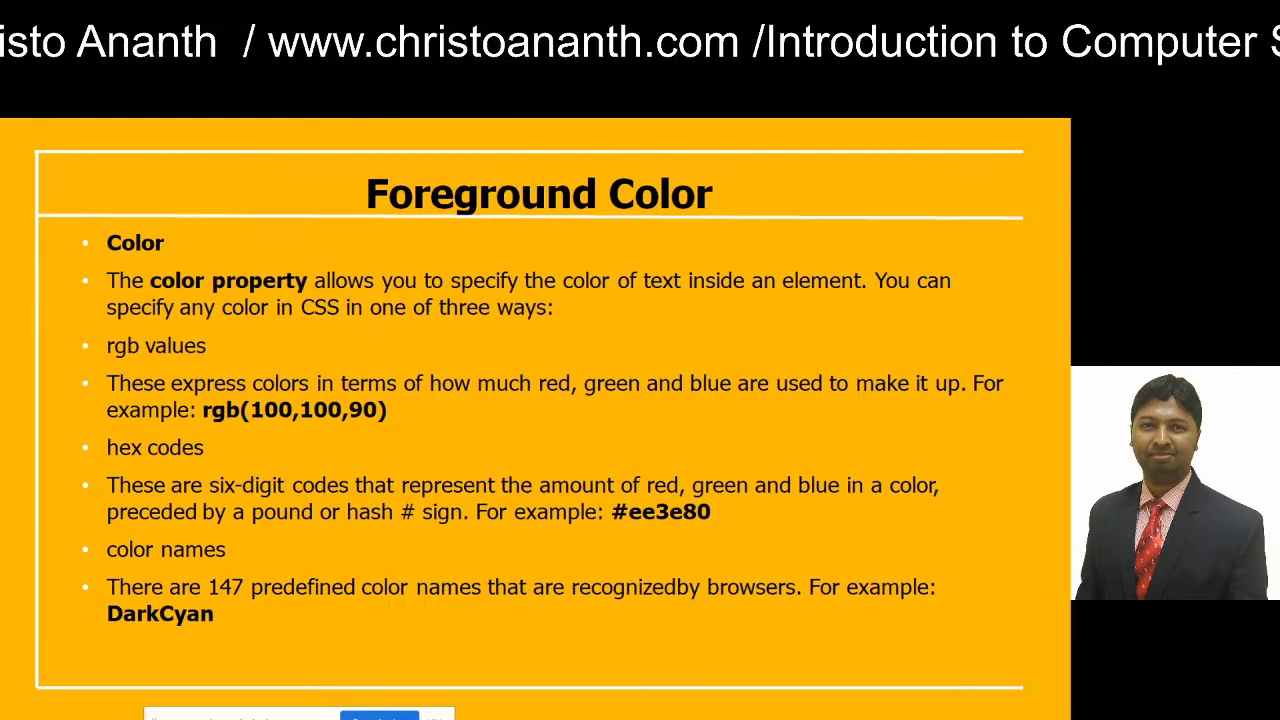 isto Ananth / www.christoananth.com /Introduction to Computer S
Foreground Color
• Color
• The color property allows you to specify the color of text inside an element. You can
specify any color in CSS in one of three ways:
• rgb values
• These express colors in terms of how much red, green and blue are used to make it up. For
example: rgb(100,100,90)
• hex codes
• These are six-digit codes that represent the amount of red, green and blue in a color,
preceded by a pound or hash # sign. For example: #ee3e80
• color names
• There are 147 predefined color names that are recognizedby browsers. For example:
DarkCyan